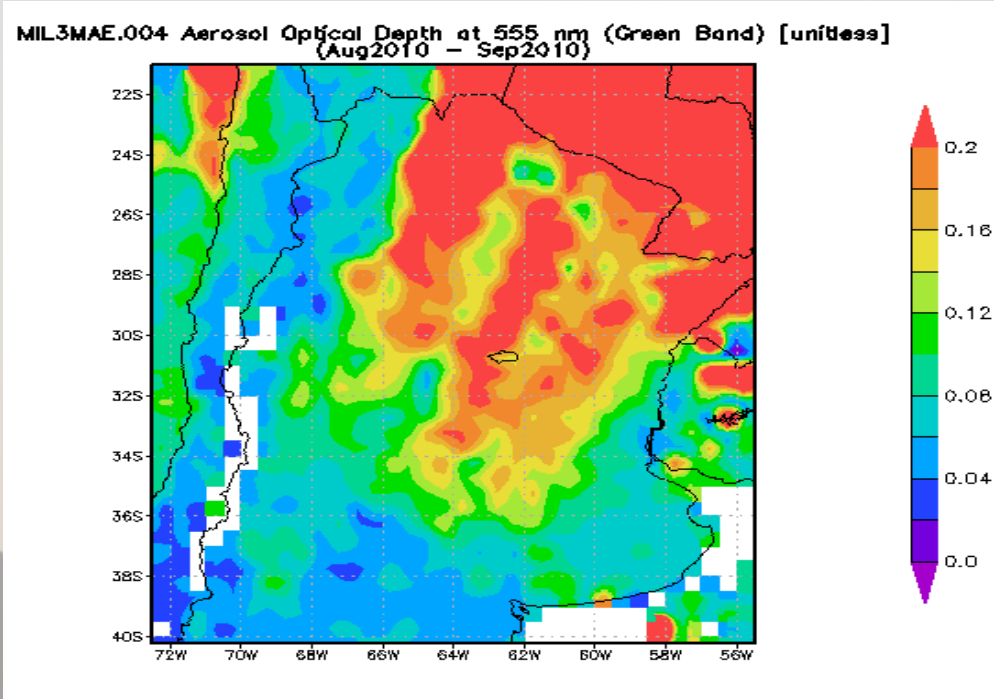 MIL3MAE.004 Aerosol Optical Depth at 555 nm (Green Band) [unitless]
(Aug2010 – Sep2010)
22S
24S
26S
28S
30S
32S
34S
36S
38S
40S
72W 70W 68W 66W 64W 62W 60W 58W 56W
0.2
0.16
0.12
0.08
0.04
0.0